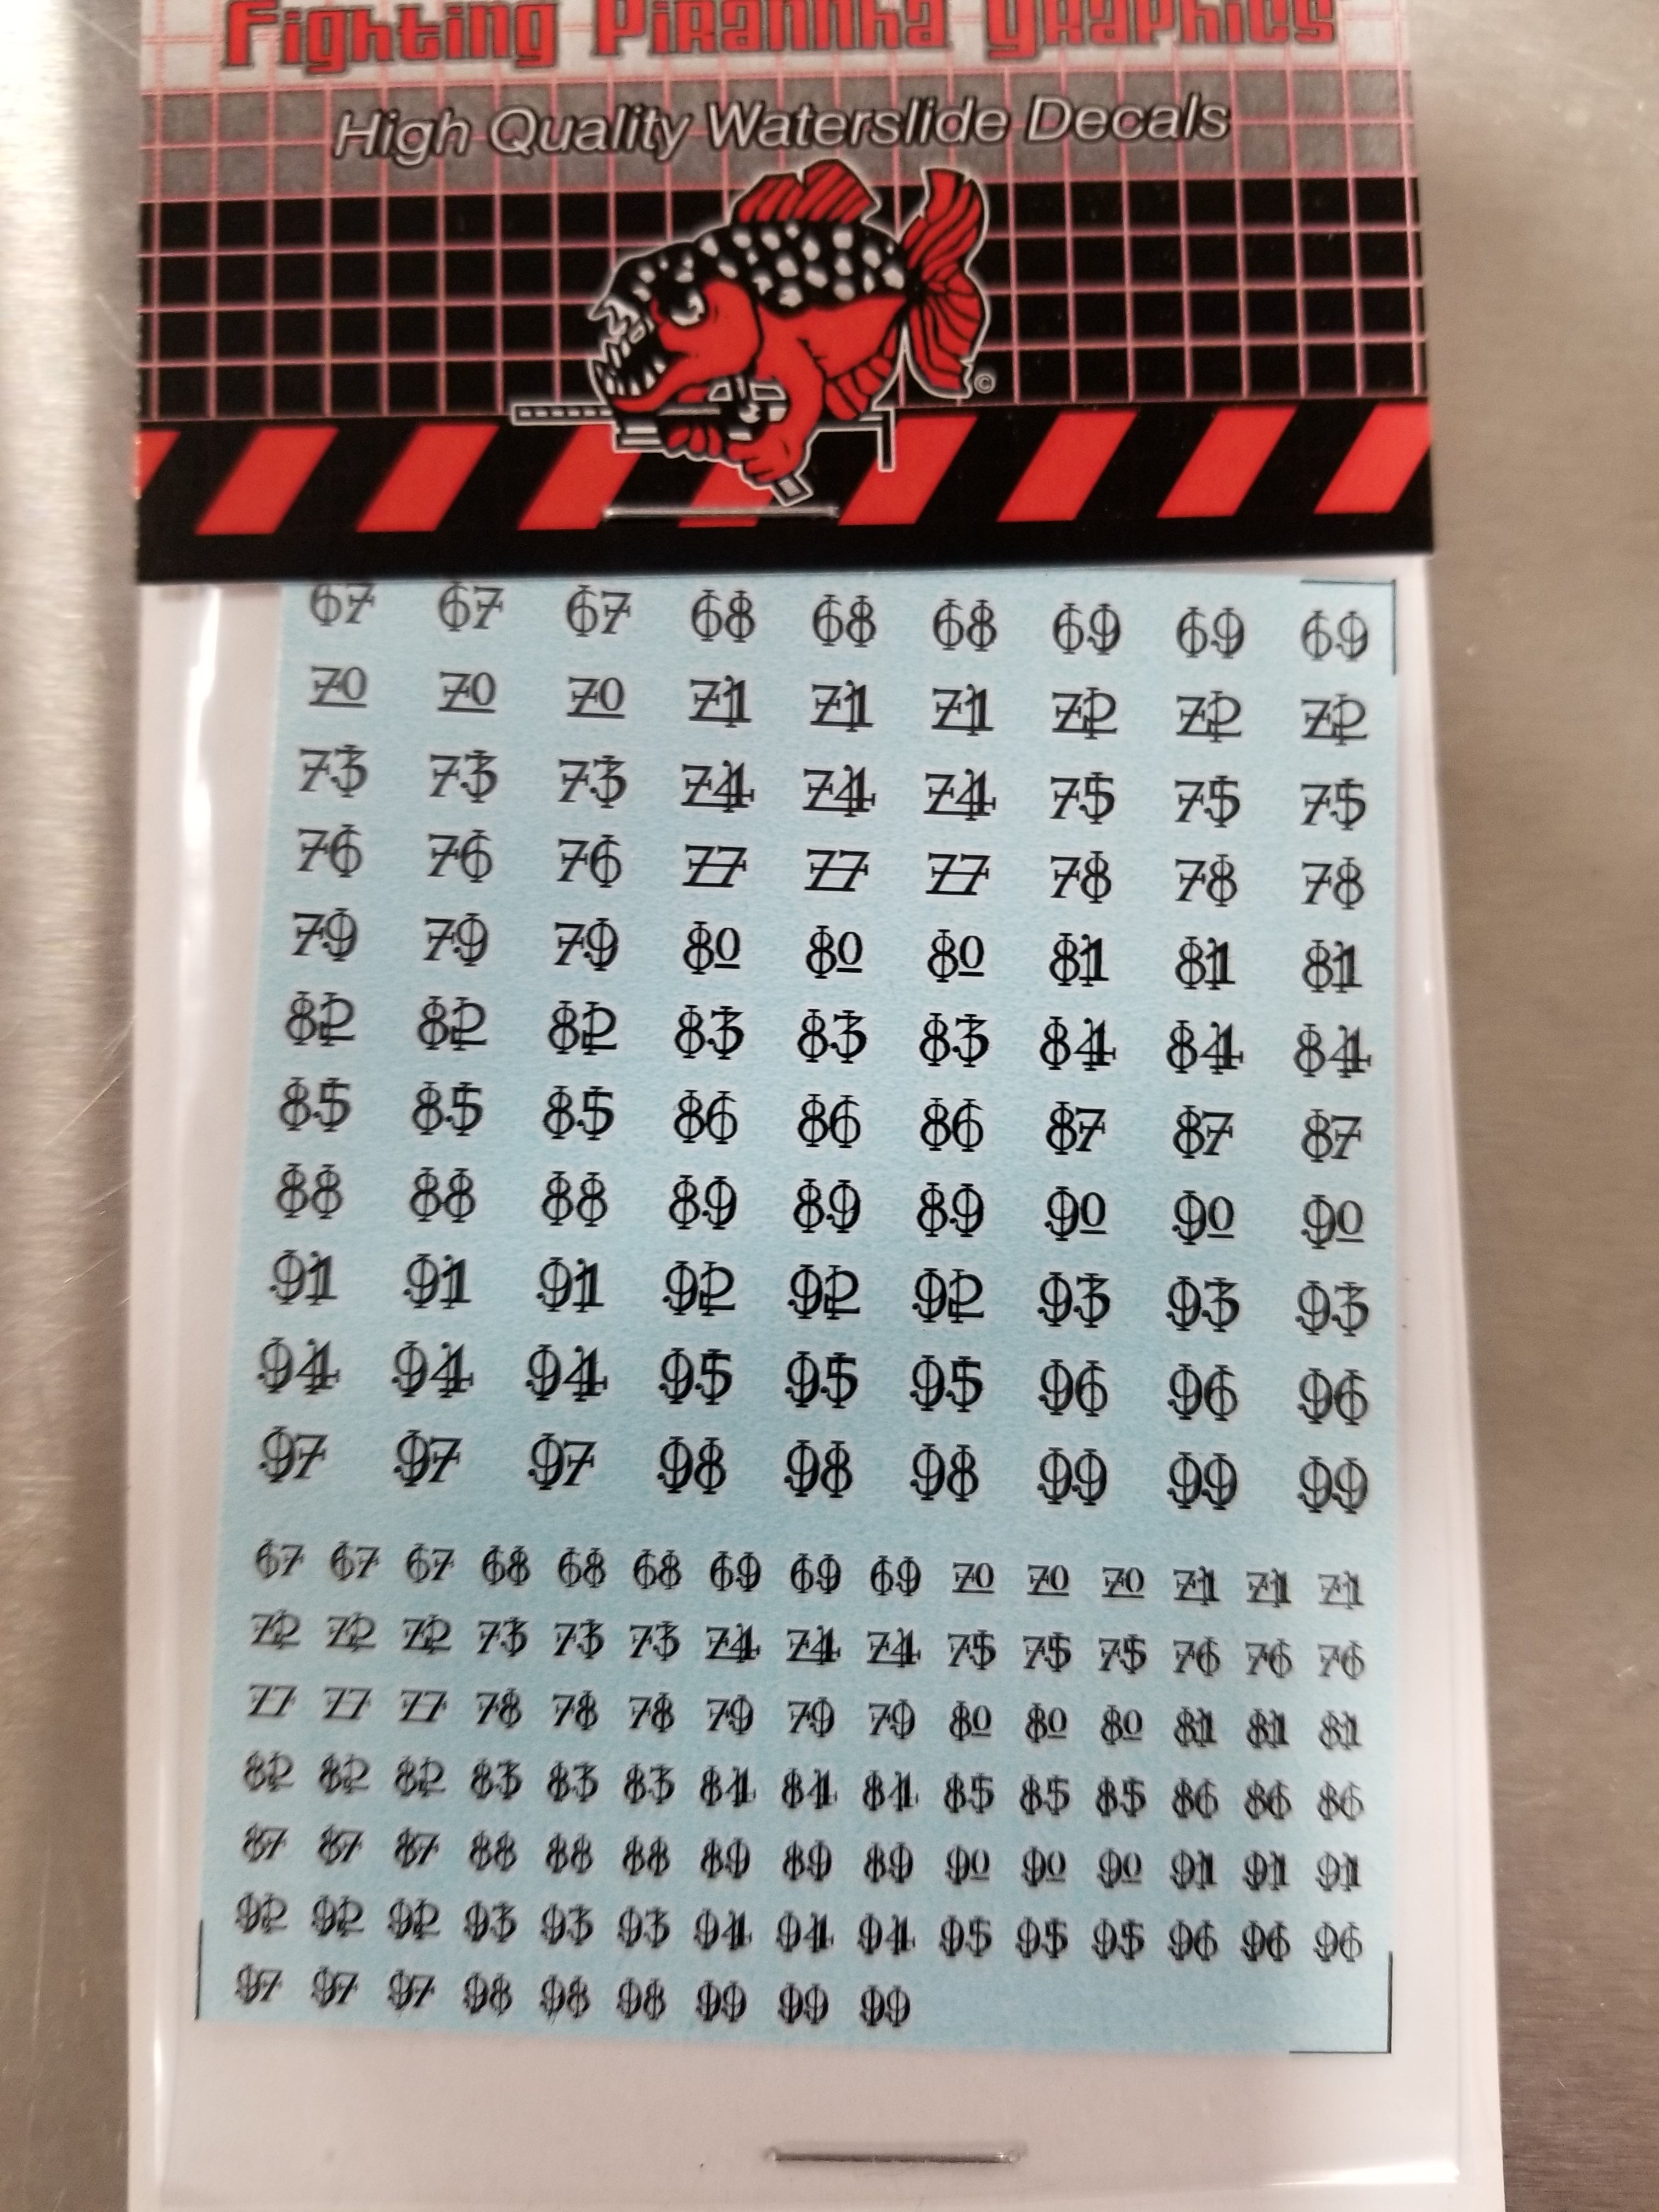 Fighting Piranha Graphics
High Quality Waterslide Decals
©
67 67 67 68 68 68 69 69 69
70 70 70 71 71 71 72 72 72
73 73 73 74 74 74 75 75 75
76 76 76 77 77 77 78 78 78
79 79 79 80 80 80 81 81 81
82 82 82 83 83 83 84 84 84
85 85 85 86 86 86 87 87 87
88 88 88 89 89 89 90 90 90
91 91 91 92 92 92 93 93 93
94 94 94 95 95 95 96 96 96
97 97 97 98 98 98 99 99 99
67 67 67 68 68 68 69 69 69 70 70 70 71 71 71
72 72 72 73 73 73 74 74 74 75 75 75 76 76 76
77 77 77 78 78 78 79 79 79 80 80 80 81 81 81
82 82 82 83 83 83 84 84 84 85 85 85 86 86 86
87 87 87 88 88 88 89 89 89 90 90 90 91 91 91
92 92 92 93 93 93 94 94 94 95 95 95 96 96 96
97 97 97 98 98 98 99 99 99